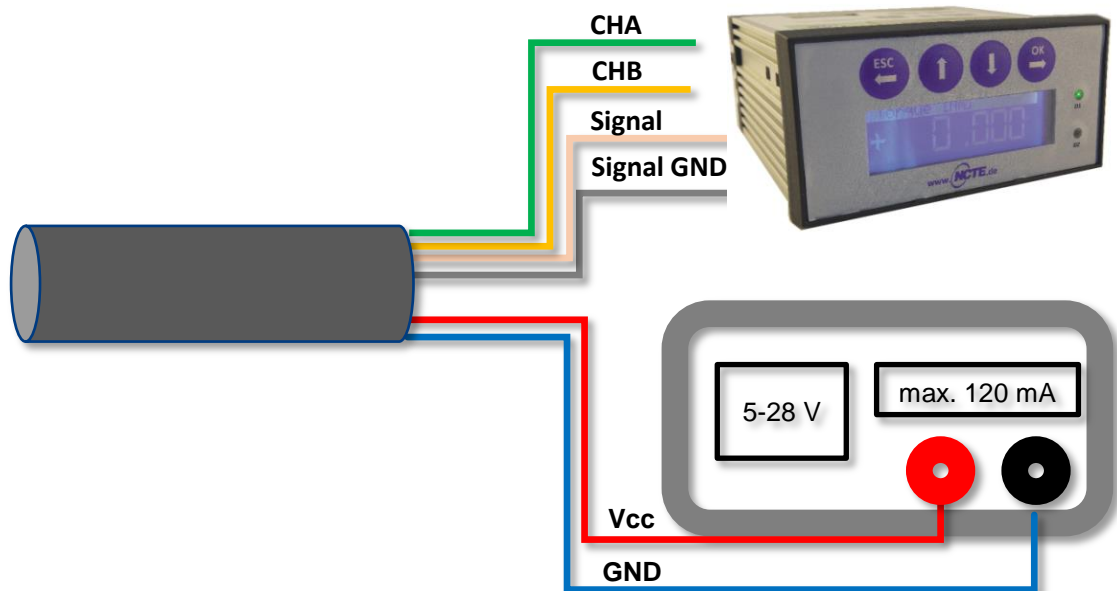 CHA
CHB
Signal
Signal GND
ESC
OK
+ 0.000
www.NCTE.de
5-28 V
max. 120 mA
Vcc
GND